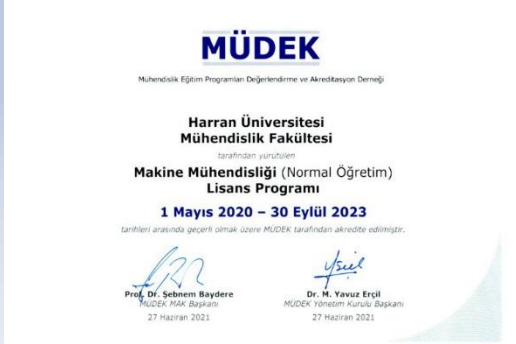 MÜDEK
Mühendislik Eğitim Programları Değerlendirme ve Akreditasyon Derneği
Harran Üniversitesi
Mühendislik Fakültesi
tarafından yürütülen
Makine Mühendisliği (Normal Öğretim)
Lisans Programı
1 Mayıs 2020 – 30 Eylül 2023
tarihleri arasında geçerli olmak üzere MÜDEK tarafından akredite edilmiştir.
Prof. Dr. Şebnem Baydere
MÜDEK MAK Başkanı
27 Haziran 2021
Dr. M. Yavuz Erçil
MÜDEK Yönetim Kurulu Başkanı
27 Haziran 2021